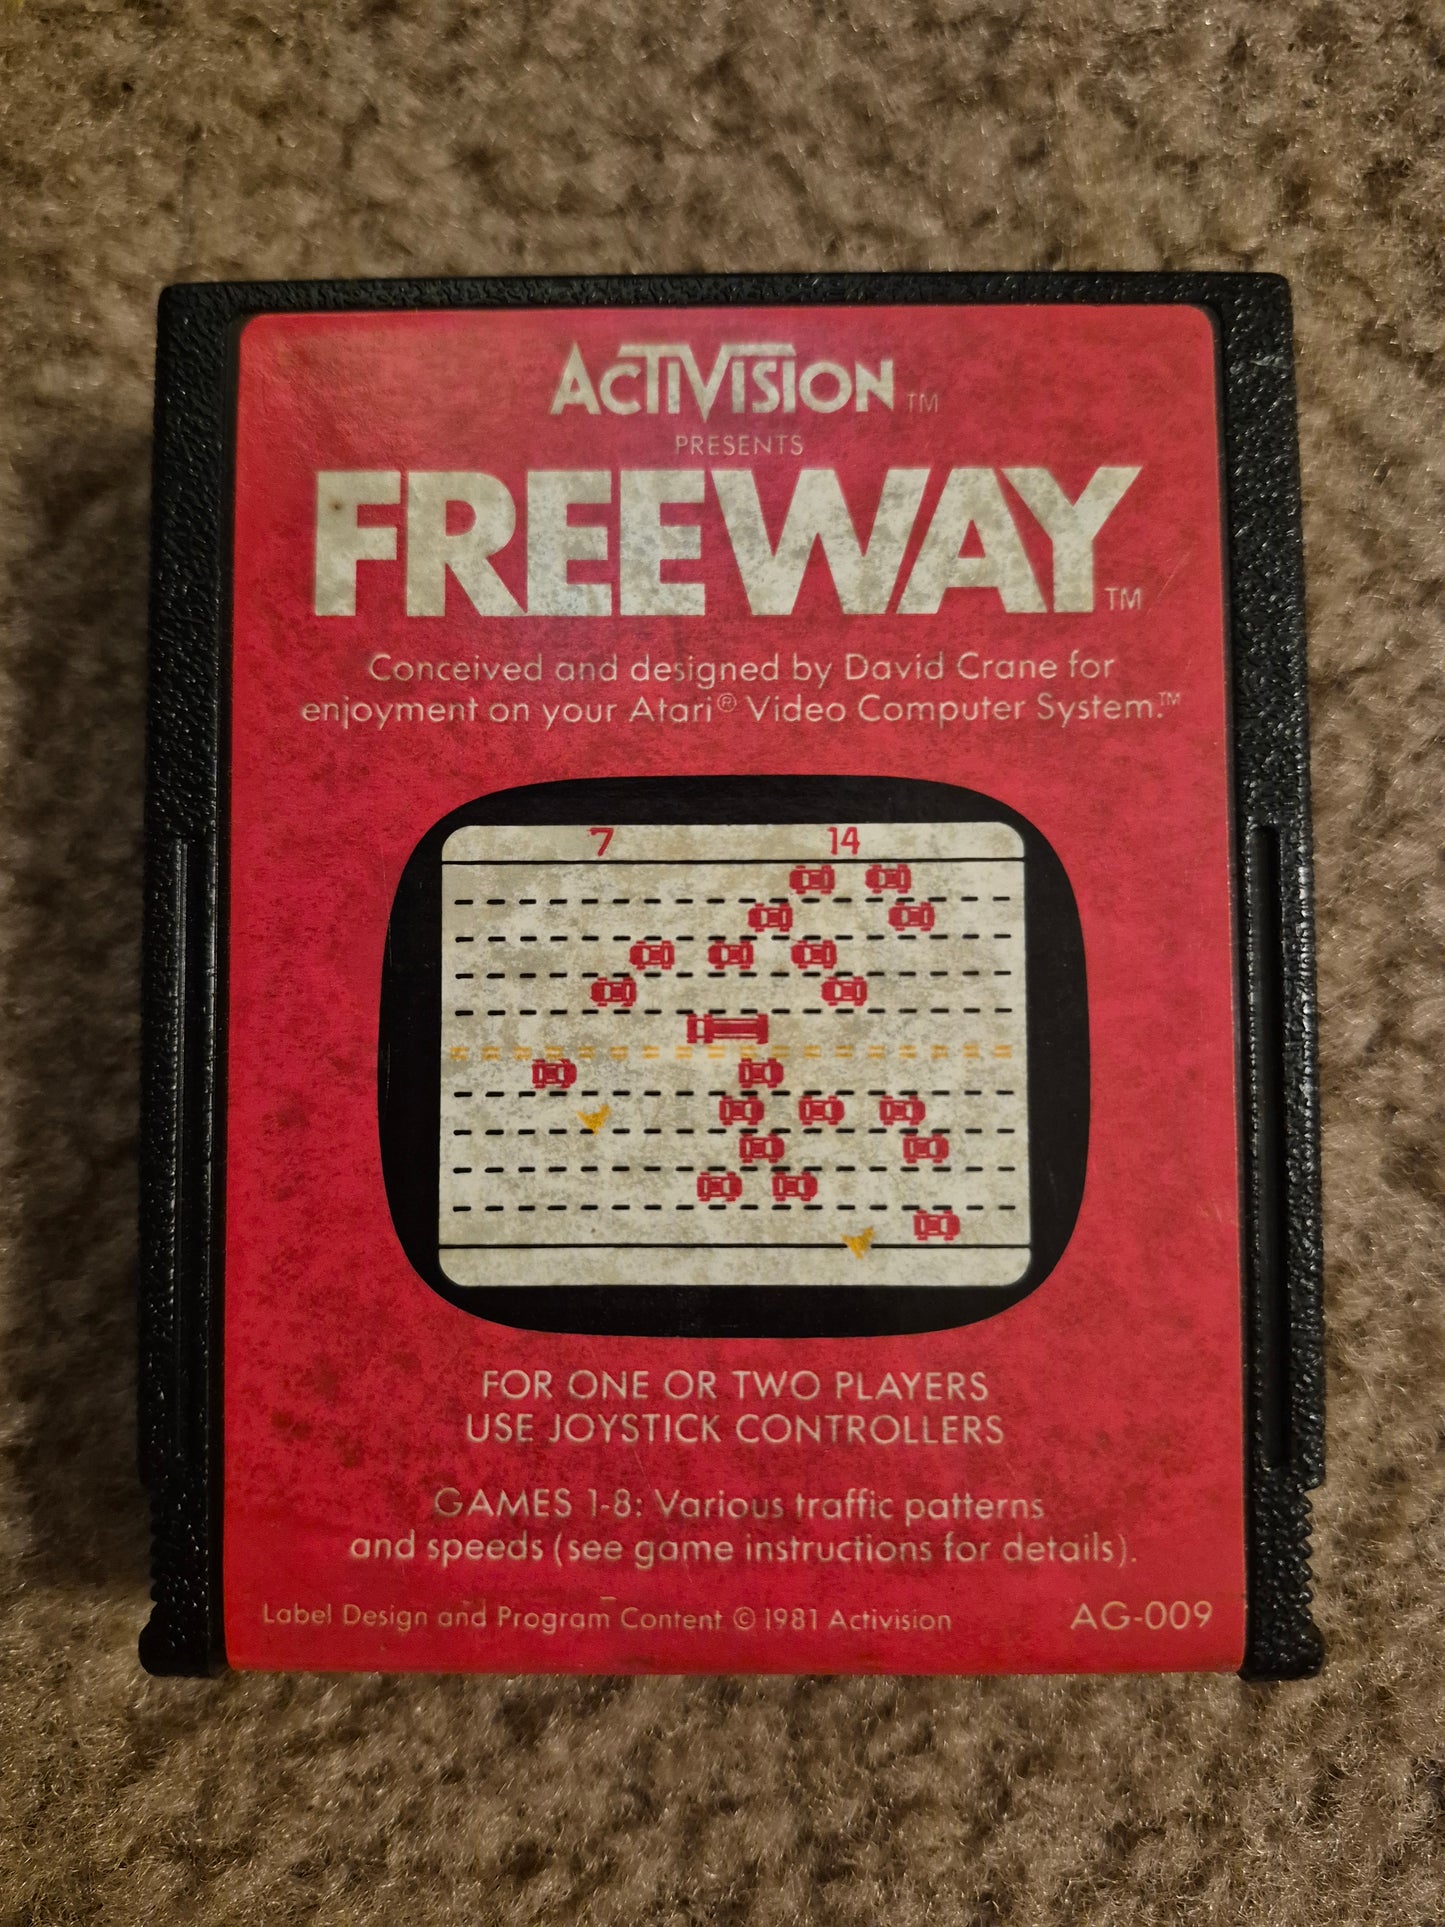 ACTIVISION™
PRESENTS
FREEWAY™
Conceived and designed by David Crane for
enjoyment on your Atari® Video Computer System.™
7 14
FOR ONE OR TWO PLAYERS
USE JOYSTICK CONTROLLERS
GAMES 1-8: Various traffic patterns
and speeds (see game instructions for details).
Label Design and Program Content © 1981 Activision AG-009